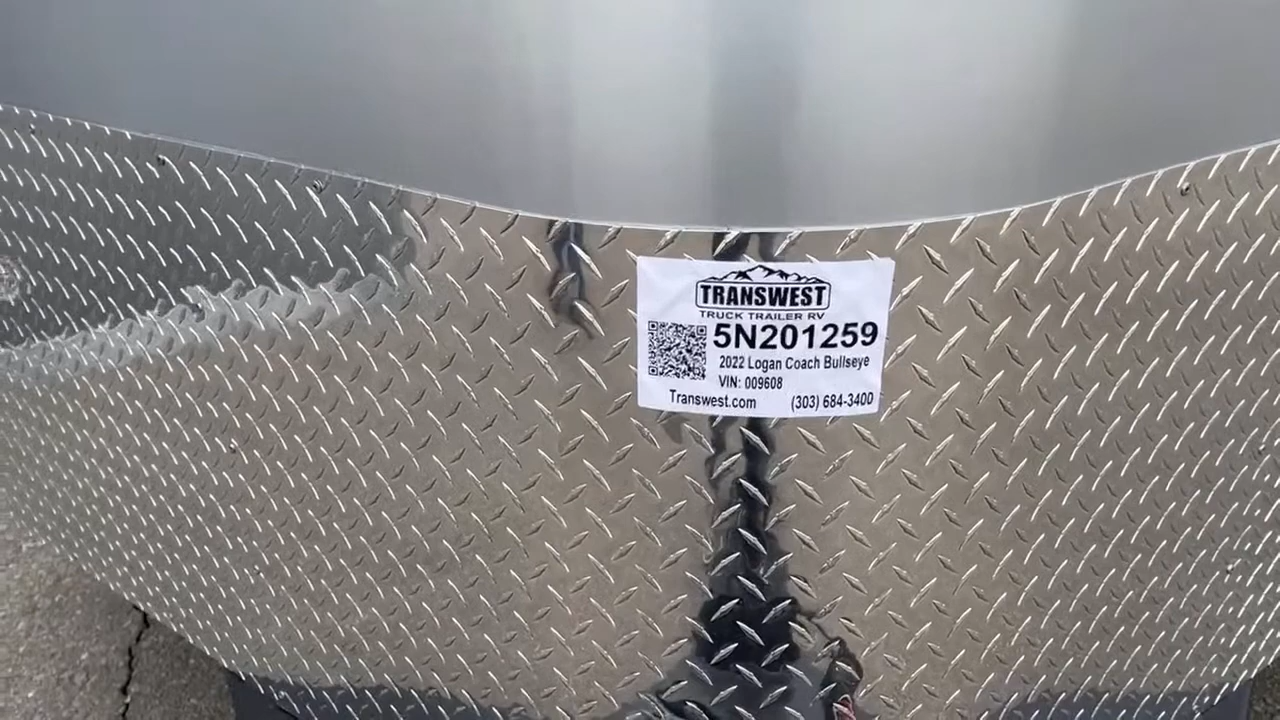 TRANSWEST
TRUCK TRAILER RV
5N201259
2022 Logan Coach Bullseye
VIN: 009608
Transwest.com (303) 684-3400